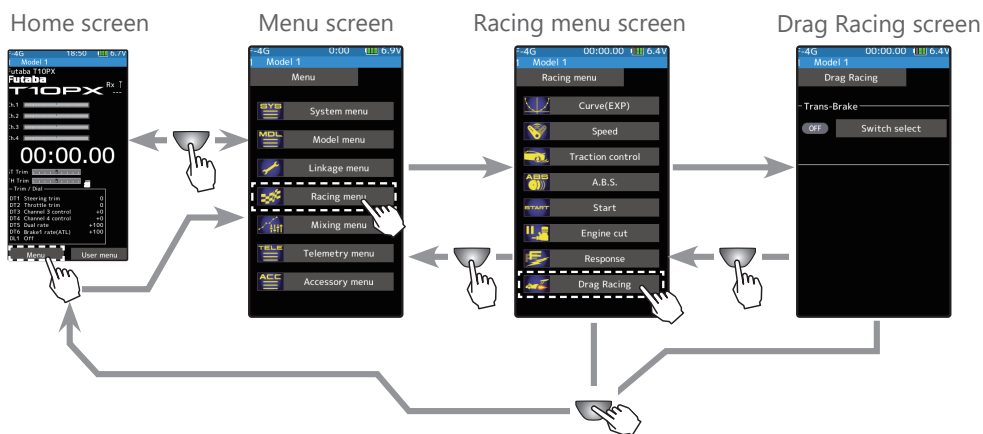 Home screen
Menu screen
Racing menu screen
Drag Racing screen
18:50 6.7V
Model 1
Futaba T10PX
Futaba
T10PX
Rx
---
00:00.00
Trim / Dial
DT1 Steering trim 0
DT2 Throttle trim 0
DT3 Channel 3 control +0
DT4 Channel 4 control +0
DT5 Dual rate +100
DT6 Brake1 rate(ATL) +100
DL1 Off
Menu
User menu
0:00 6.9V
Model 1
Menu
SYS System menu
MDL Model menu
Linkage menu
Racing menu
Mixing menu
TELE Telemetry menu
ACC Accessory menu
-4G 00:00.00 6.4V
Model 1
Racing menu
Curve(EXP)
Speed
Traction control
ABS A.B.S.
START Start
Engine cut
Response
Drag Racing
-4G 00:00.00 6.4V
Model 1
Drag Racing
Trans-Brake
OFF Switch select